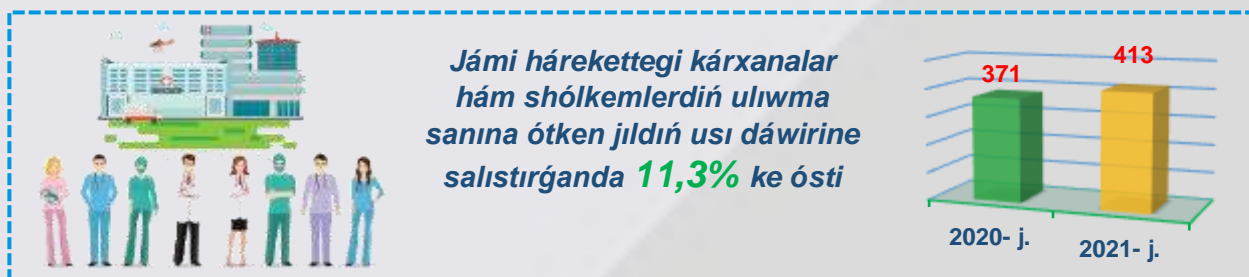 Jámi hárekettegi kárxanalar
hám shólkemlerdiń ulıwma
sanına ótken jıldıń usı dáwirine
salıstırǵanda 11,3% ke ósti
371
413
2020- j.
2021- j.